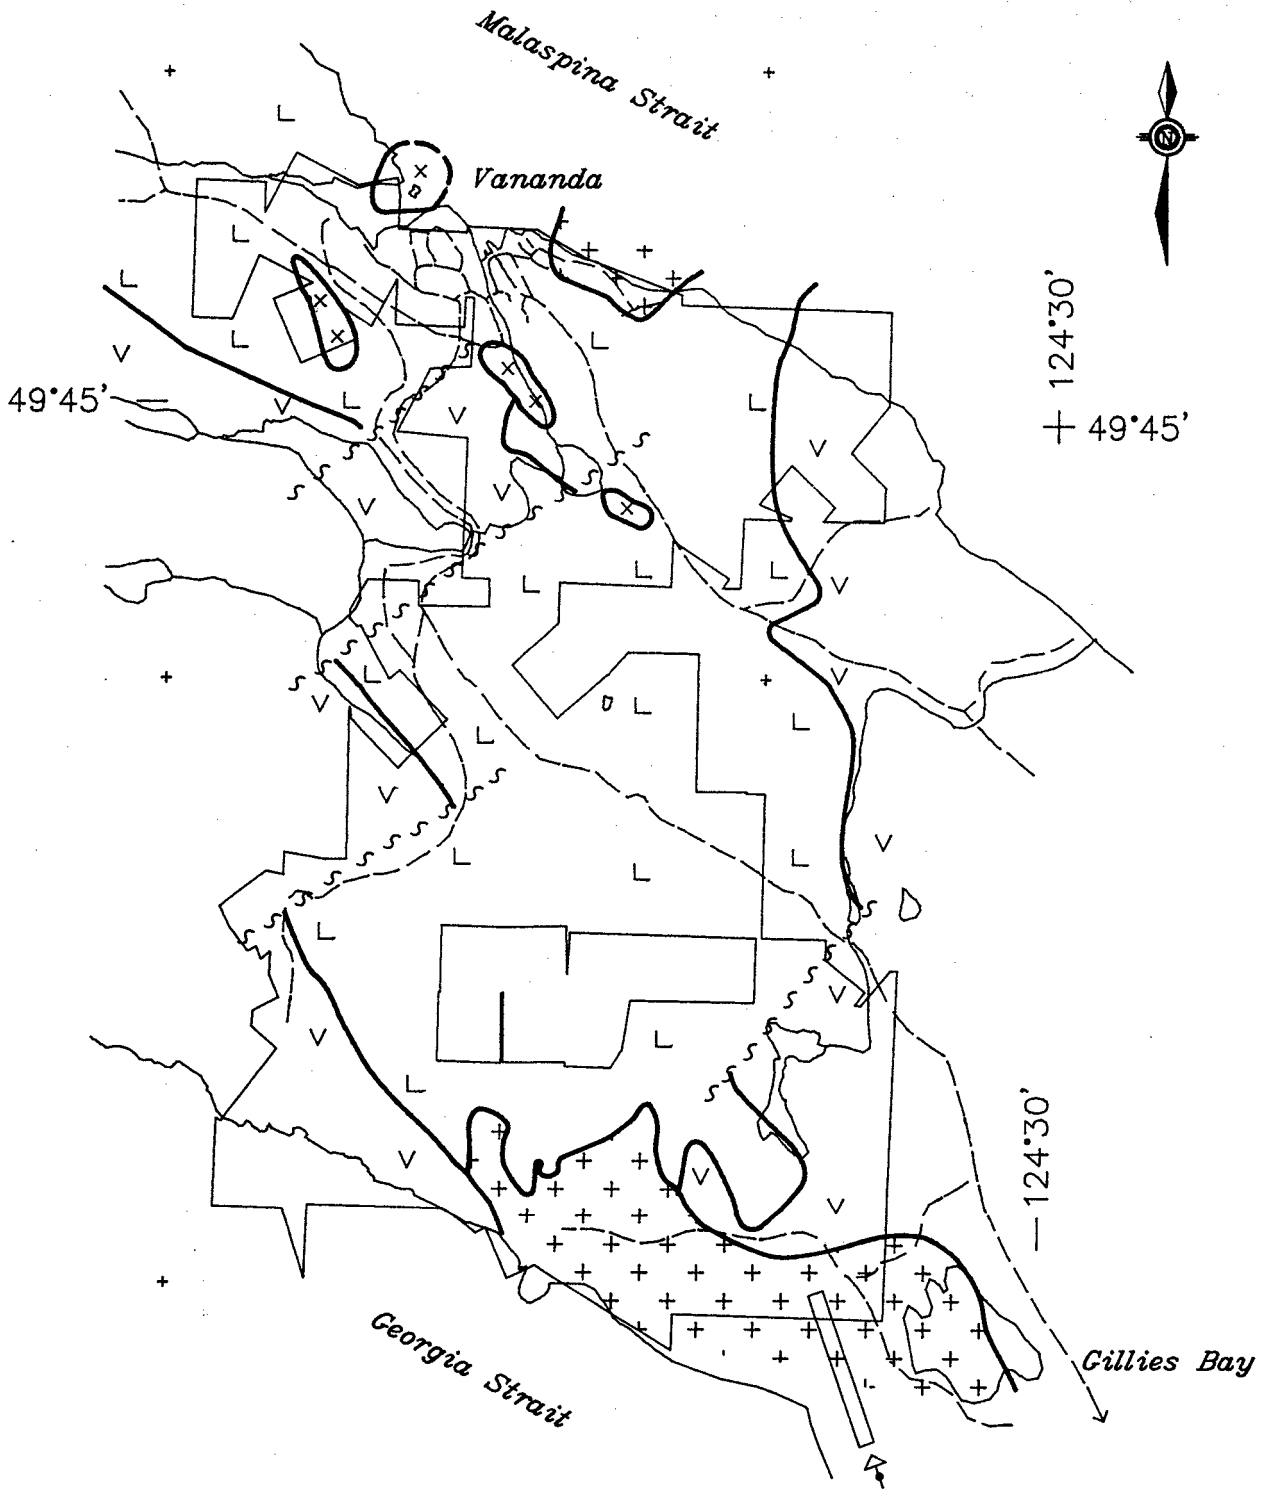 Malaspina Strait
N
Vananda
124°30'
49°45'
49°45'
124°30'
Georgia Strait
Gillies Bay